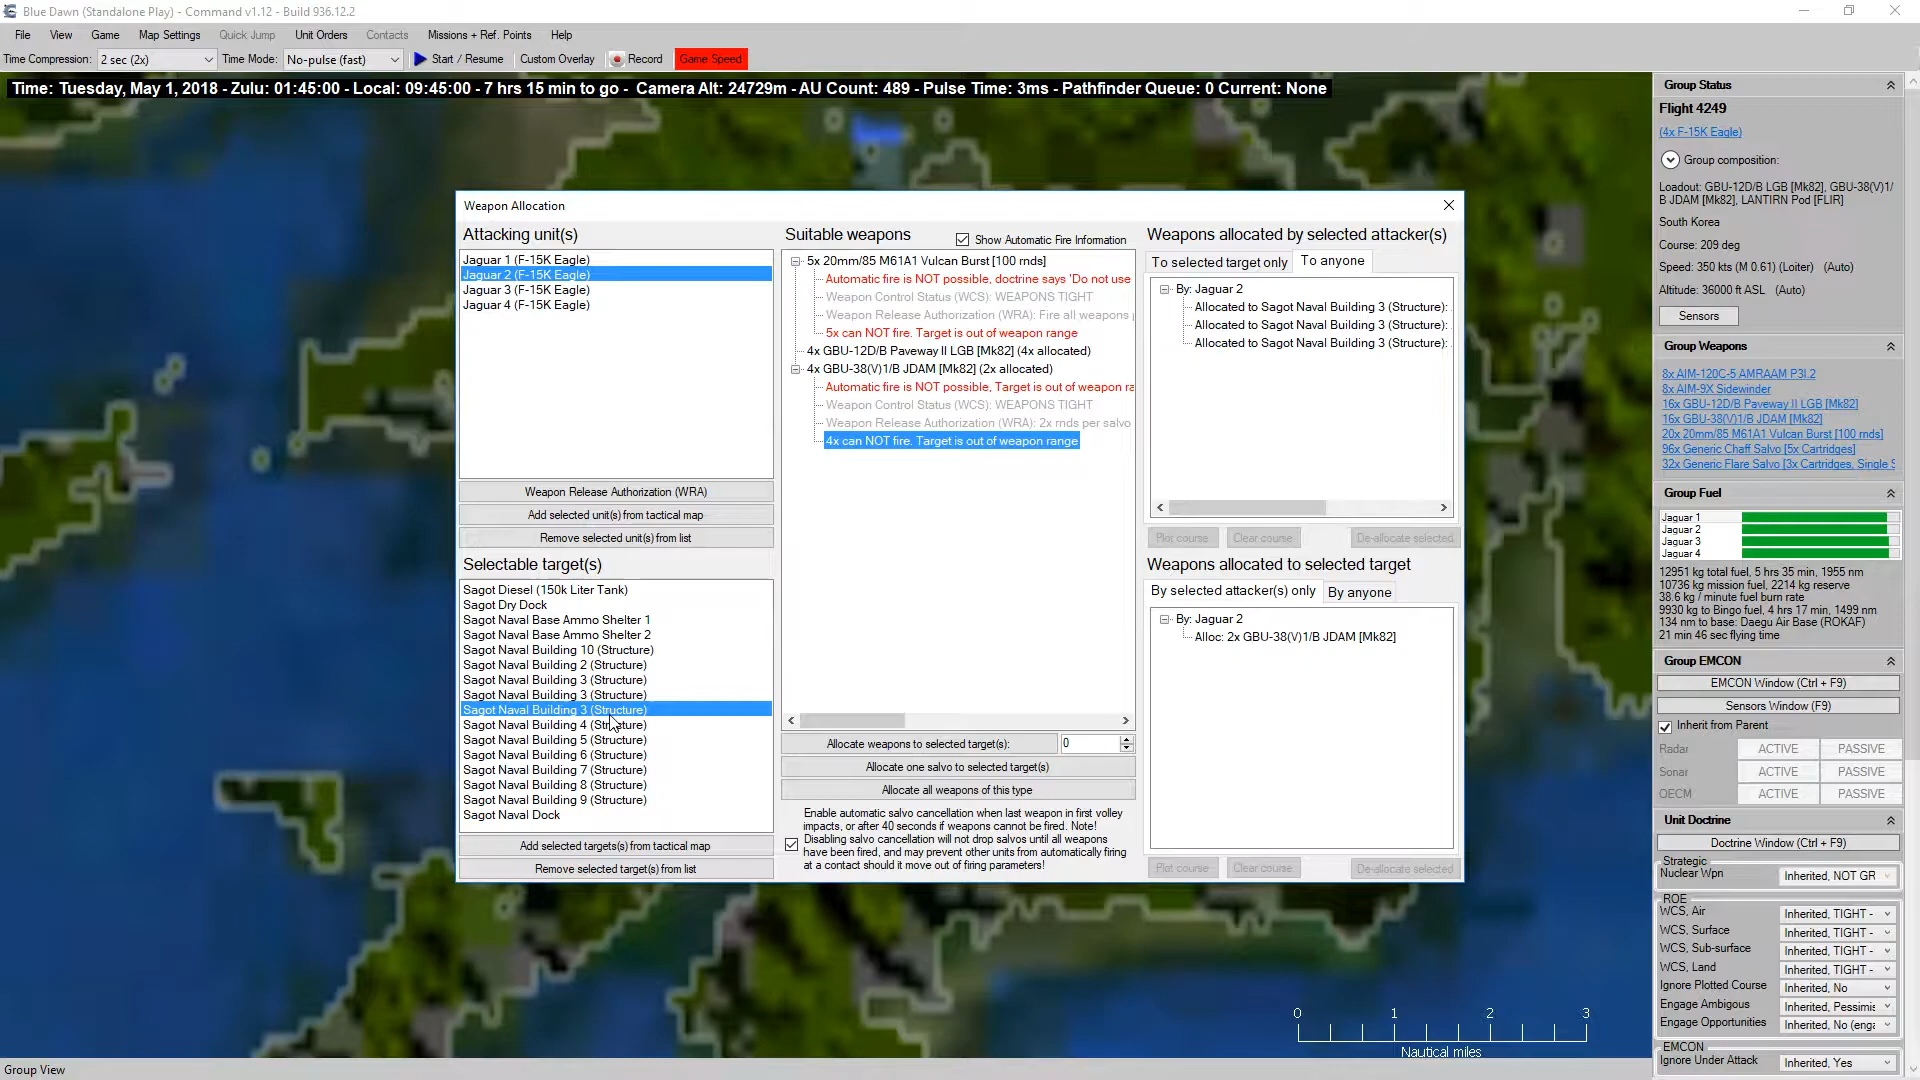 Blue Dawn (Standalone Play) - Command v1.12 - Build 936.12.2
File View Game Map Settings Quick Jump Unit Orders Contacts Missions + Ref. Points Help
Time Compression: 2 sec (2x) Time Mode: No-pulse (fast) Start / Resume Custom Overlay Record Game Speed
Time: Tuesday, May 1, 2018 - Zulu: 01:45:00 - Local: 09:45:00 - 7 hrs 15 min to go - Camera Alt: 24729m - AU Count: 489 - Pulse Time: 3ms - Pathfinder Queue: 0 Current: None
Weapon Allocation
Attacking unit(s)
Jaguar 1 (F-15K Eagle)
Jaguar 2 (F-15K Eagle)
Jaguar 3 (F-15K Eagle)
Jaguar 4 (F-15K Eagle)
Weapon Release Authorization (WRA)
Add selected unit(s) from tactical map
Remove selected unit(s) from list
Selectable target(s)
Sagot Diesel (150k Liter Tank)
Sagot Dry Dock
Sagot Naval Base Ammo Shelter 1
Sagot Naval Base Ammo Shelter 2
Sagot Naval Building 10 (Structure)
Sagot Naval Building 2 (Structure)
Sagot Naval Building 3 (Structure)
Sagot Naval Building 3 (Structure)
Sagot Naval Building 3 (Structure)
Sagot Naval Building 4 (Structure)
Sagot Naval Building 5 (Structure)
Sagot Naval Building 6 (Structure)
Sagot Naval Building 7 (Structure)
Sagot Naval Building 8 (Structure)
Sagot Naval Building 9 (Structure)
Sagot Naval Dock
Add selected targets(s) from tactical map
Remove selected target(s) from list
Suitable weapons
Show Automatic Fire Information
5x 20mm/85 M61A1 Vulcan Burst [100 rnds]
Automatic fire is NOT possible, doctrine says 'Do not use
Weapon Control Status (WCS): WEAPONS TIGHT
Weapon Release Authorization (WRA): Fire all weapons
5x can NOT fire. Target is out of weapon range
4x GBU-12D/B Paveway II LGB [Mk82] (4x allocated)
4x GBU-38(V)1/B JDAM [Mk82] (2x allocated)
Automatic fire is NOT possible, Target is out of weapon ra
Weapon Control Status (WCS): WEAPONS TIGHT
Weapon Release Authorization (WRA): 2x rnds per salvo
4x can NOT fire. Target is out of weapon range
Allocate weapons to selected target(s): 0
Allocate one salvo to selected target(s)
Allocate all weapons of this type
Enable automatic salvo cancellation when last weapon in first volley
impacts, or after 40 seconds if weapons cannot be fired. Note!
Disabling salvo cancellation will not drop salvos until all weapons
have been fired, and may prevent other units from automatically firing
at a contact should it move out of firing parameters!
Weapons allocated by selected attacker(s)
To selected target only To anyone
By: Jaguar 2
Allocated to Sagot Naval Building 3 (Structure):
Allocated to Sagot Naval Building 3 (Structure):
Allocated to Sagot Naval Building 3 (Structure):
Plot course Clear course De-allocate selected
Weapons allocated to selected target
By selected attacker(s) only By anyone
By: Jaguar 2
Alloc: 2x GBU-38(V)1/B JDAM [Mk82]
Plot course Clear course De-allocate selected
Group Status
Flight 4249
(4x F-15K Eagle)
Group composition:
Loadout: GBU-12D/B LGB [Mk82], GBU-38(V)1/
B JDAM [Mk82], LANTIRN Pod [FLIR]
South Korea
Course: 209 deg
Speed: 350 kts (M 0.61) (Loiter) (Auto)
Altitude: 36000 ft ASL (Auto)
Sensors
Group Weapons
8x AIM-120C-5 AMRAAM P3I.2
8x AIM-9X Sidewinder
16x GBU-12D/B Paveway II LGB [Mk82]
16x GBU-38(V)1/B JDAM [Mk82]
20x 20mm/85 M61A1 Vulcan Burst [100 rnds]
96x Generic Chaff Salvo [5x Cartridges]
32x Generic Flare Salvo [3x Cartridges, Single S
Group Fuel
Jaguar 1
Jaguar 2
Jaguar 3
Jaguar 4
12951 kg total fuel, 5 hrs 35 min, 1955 nm
10736 kg mission fuel, 2214 kg reserve
38.6 kg / minute fuel burn rate
9930 kg to Bingo fuel, 4 hrs 17 min, 1499 nm
134 nm to base: Daegu Air Base (ROKAF)
21 min 46 sec flying time
Group EMCON
EMCON Window (Ctrl + F9)
Sensors Window (F9)
Inherit from Parent
Radar ACTIVE PASSIVE
Sonar ACTIVE PASSIVE
OECM ACTIVE PASSIVE
Unit Doctrine
Doctrine Window (Ctrl + F9)
Strategic
Nuclear Wpn Inherited, NOT GR
ROE
WCS, Air Inherited, TIGHT -
WCS, Surface Inherited, TIGHT -
WCS, Sub-surface Inherited, TIGHT -
WCS, Land Inherited, TIGHT -
Ignore Plotted Course Inherited, No
Engage Ambigous Inherited, Pessimis
Engage Opportunities Inherited, No (enga
EMCON
Ignore Under Attack Inherited, Yes
0 1 2 3
Nautical miles
Group View